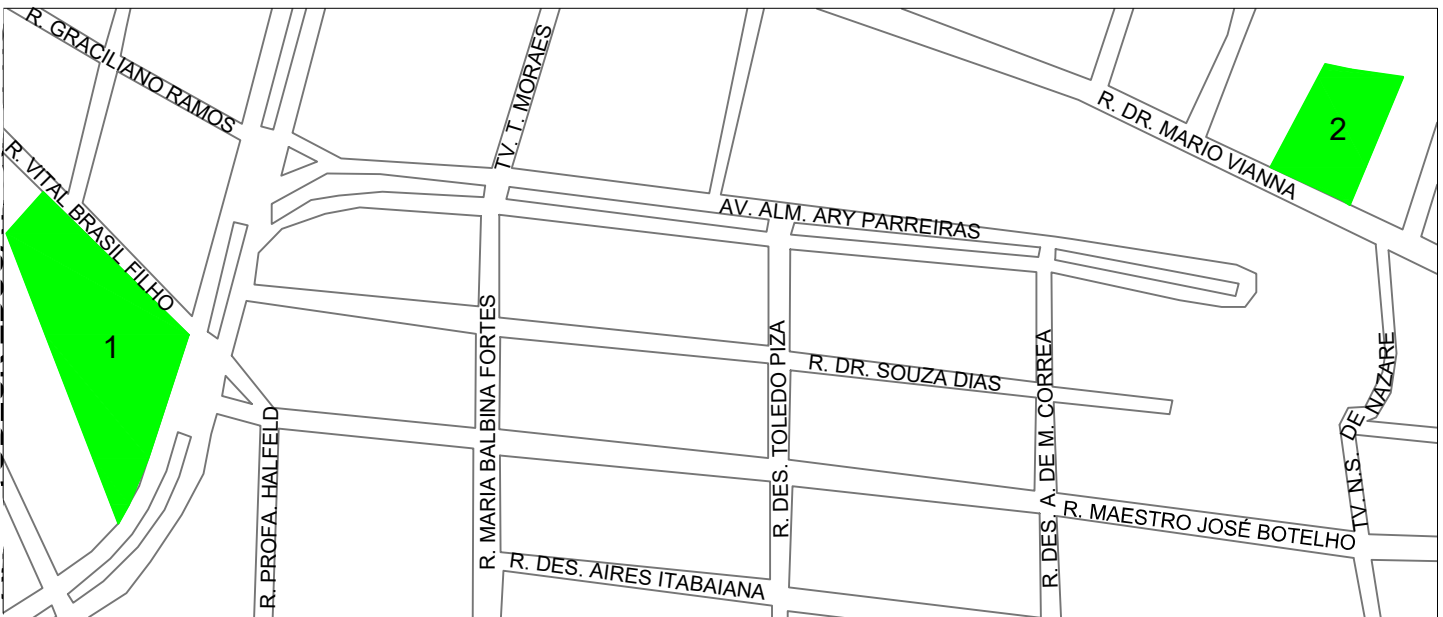 R. GRACILIANO RAMOS
TV. T. MORAES
R. DR. MARIO VIANNA
2
R. VITAL BRASIL FILHO
AV. ALM. ARY PARREIRAS
1
R. DR. SOUZA DIAS
R. MARIA BALBINA FORTES
R. DES. TOLEDO PIZA
R. DES. A. DE M. CORREA
TV. N.S. DE NAZARE
R. PROFA. HALFELD
R. MAESTRO JOSÉ BOTELHO
R. DES. AIRES ITABAIANA